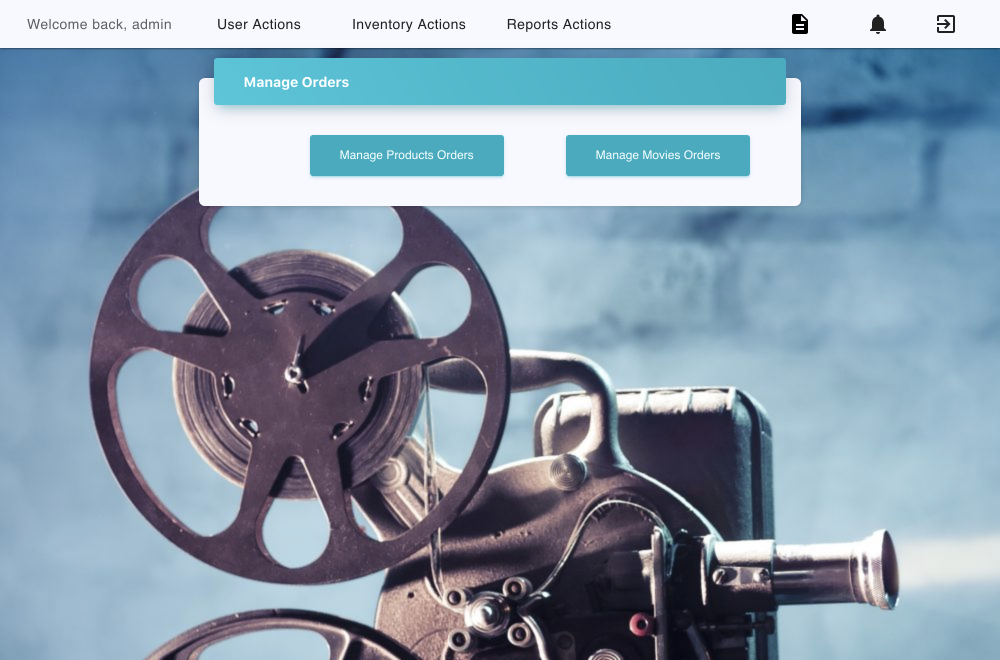 Welcome back, admin
User Actions
Inventory Actions
Reports Actions
Manage Orders
Manage Products Orders
Manage Movies Orders